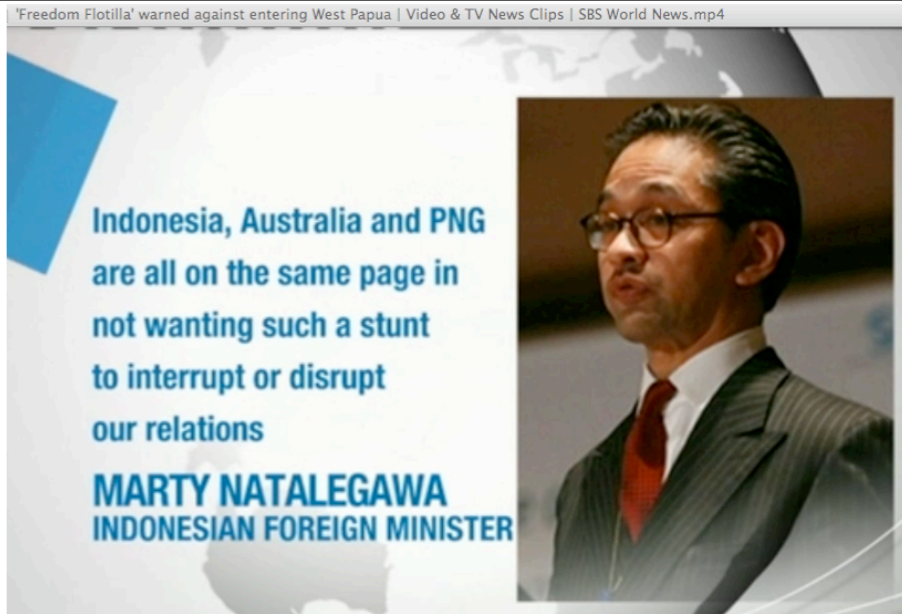 'Freedom Flotilla' warned against entering West Papua | Video & TV News Clips | SBS World News.mp4
Indonesia, Australia and PNG
are all on the same page in
not wanting such a stunt
to interrupt or disrupt
our relations
MARTY NATALEGAWA
INDONESIAN FOREIGN MINISTER